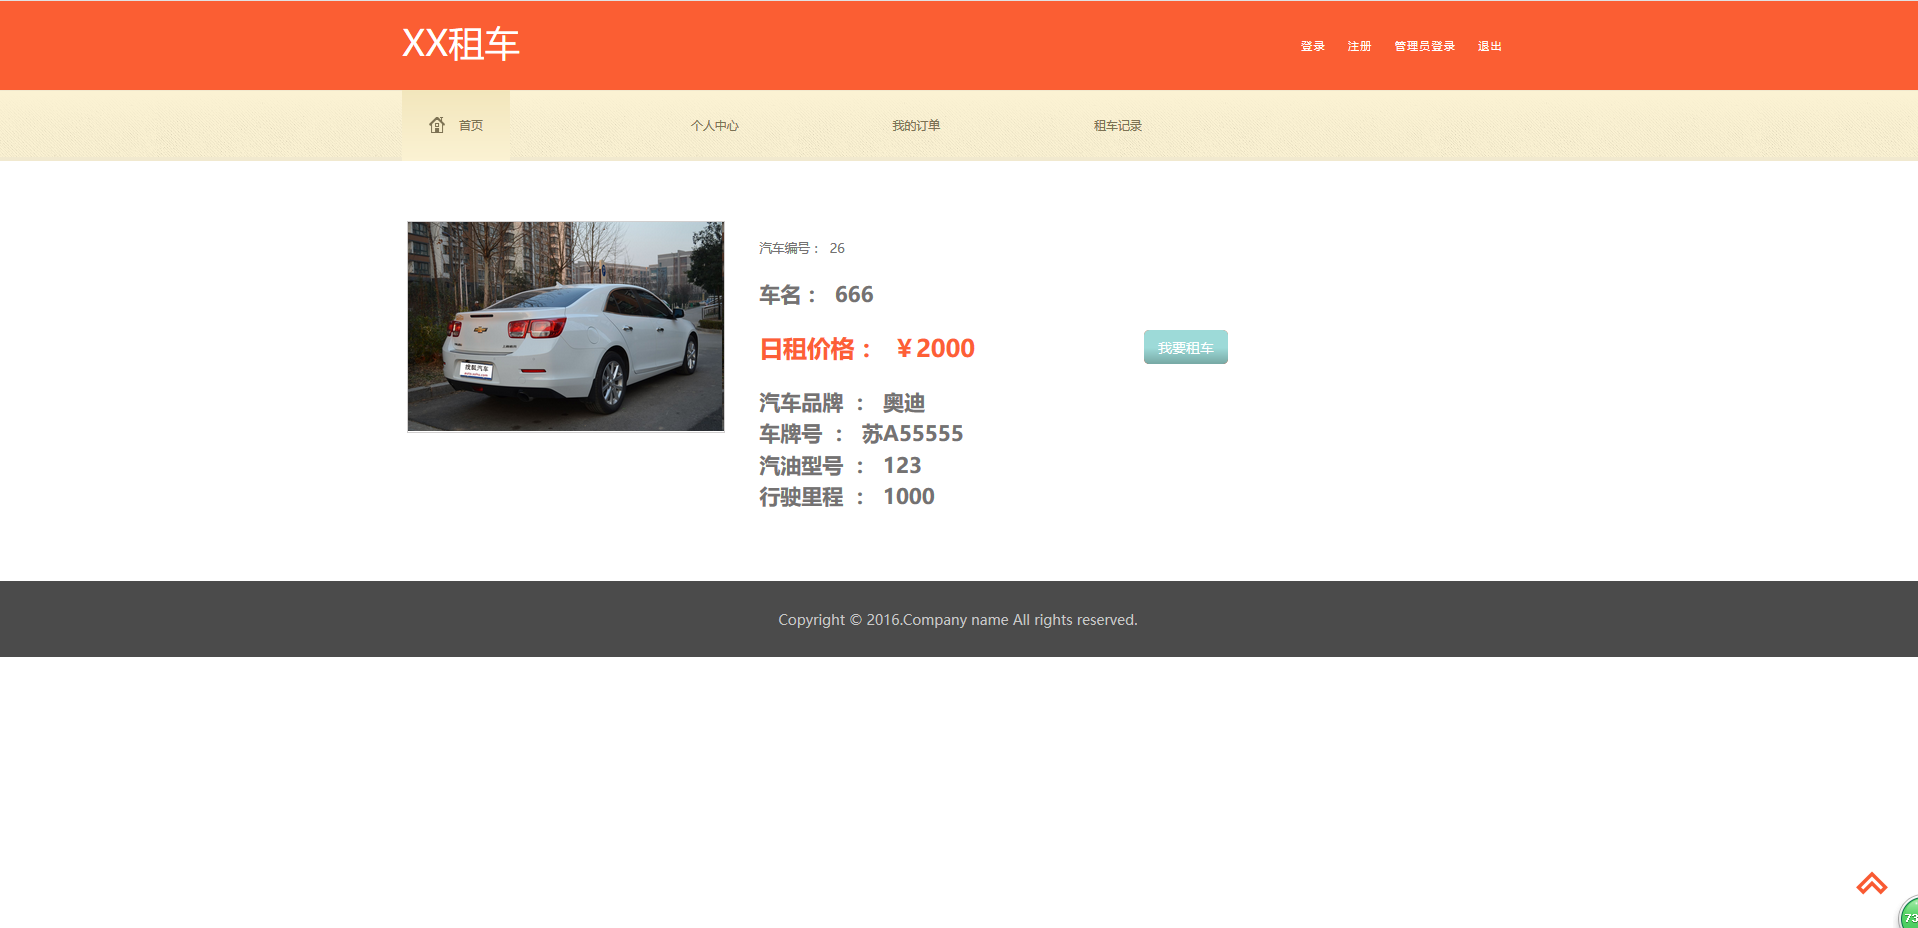 XX租车
登录 注册 管理员登录 退出
首页 个人中心 我的订单 租车记录
汽车编号： 26
车名： 666
日租价格： ￥2000
我要租车
汽车品牌 ： 奥迪
车牌号 ： 苏A55555
汽油型号 ： 123
行驶里程 ： 1000
搜狐汽车
Copyright © 2016.Company name All rights reserved.
73